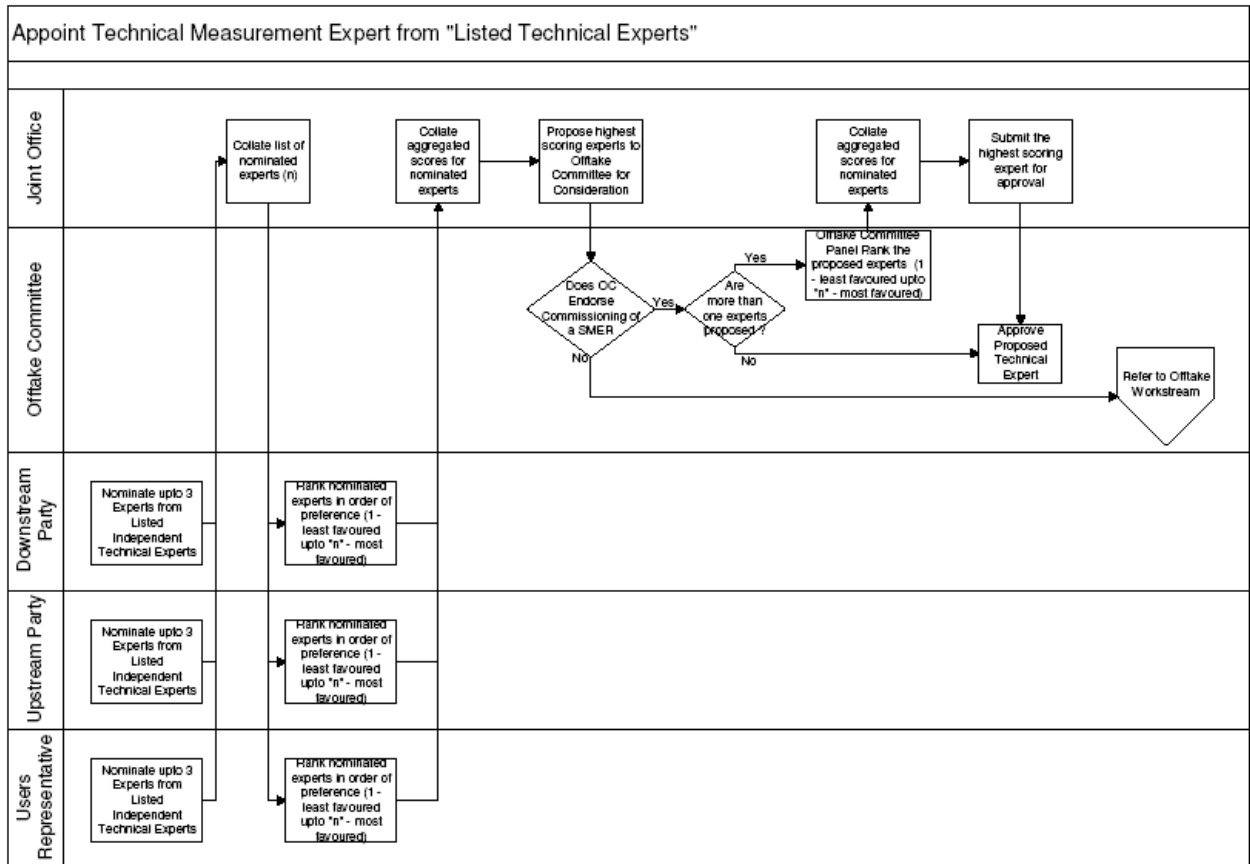 Appoint Technical Measurement Expert from "Listed Technical Experts"
Joint Office
Collate list of
nominated
experts (n)
Collate
aggregated
scores for
nominated
experts
Propose highest
scoring experts to
Offtake
Committee for
Consideration
Collate
aggregated
scores for
nominated
experts
Submit the
highest scoring
expert for
approval
Offtake Committee
Does OC
Endorse
Commissioning of
a SMER
Yes
No
Are
more than
one experts
proposed ?
Yes
No
Offtake Committee
Panel Rank the
proposed experts (1
- least favoured upto
"n" - most favoured)
Approve
Proposed
Technical
Expert
Refer to Offtake
Workstream
Downstream
Party
Nominate upto 3
Experts from
Listed
Independent
Technical Experts
Rank nominated
experts in order of
preference (1 -
least favoured
upto "n" - most
favoured)
Upstream Party
Nominate upto 3
Experts from
Listed
Independent
Technical Experts
Rank nominated
experts in order of
preference (1 -
least favoured
upto "n" - most
favoured)
Users
Representative
Nominate upto 3
Experts from
Listed
Independent
Technical Experts
Rank nominated
experts in order of
preference (1 -
least favoured
upto "n" - most
favoured)